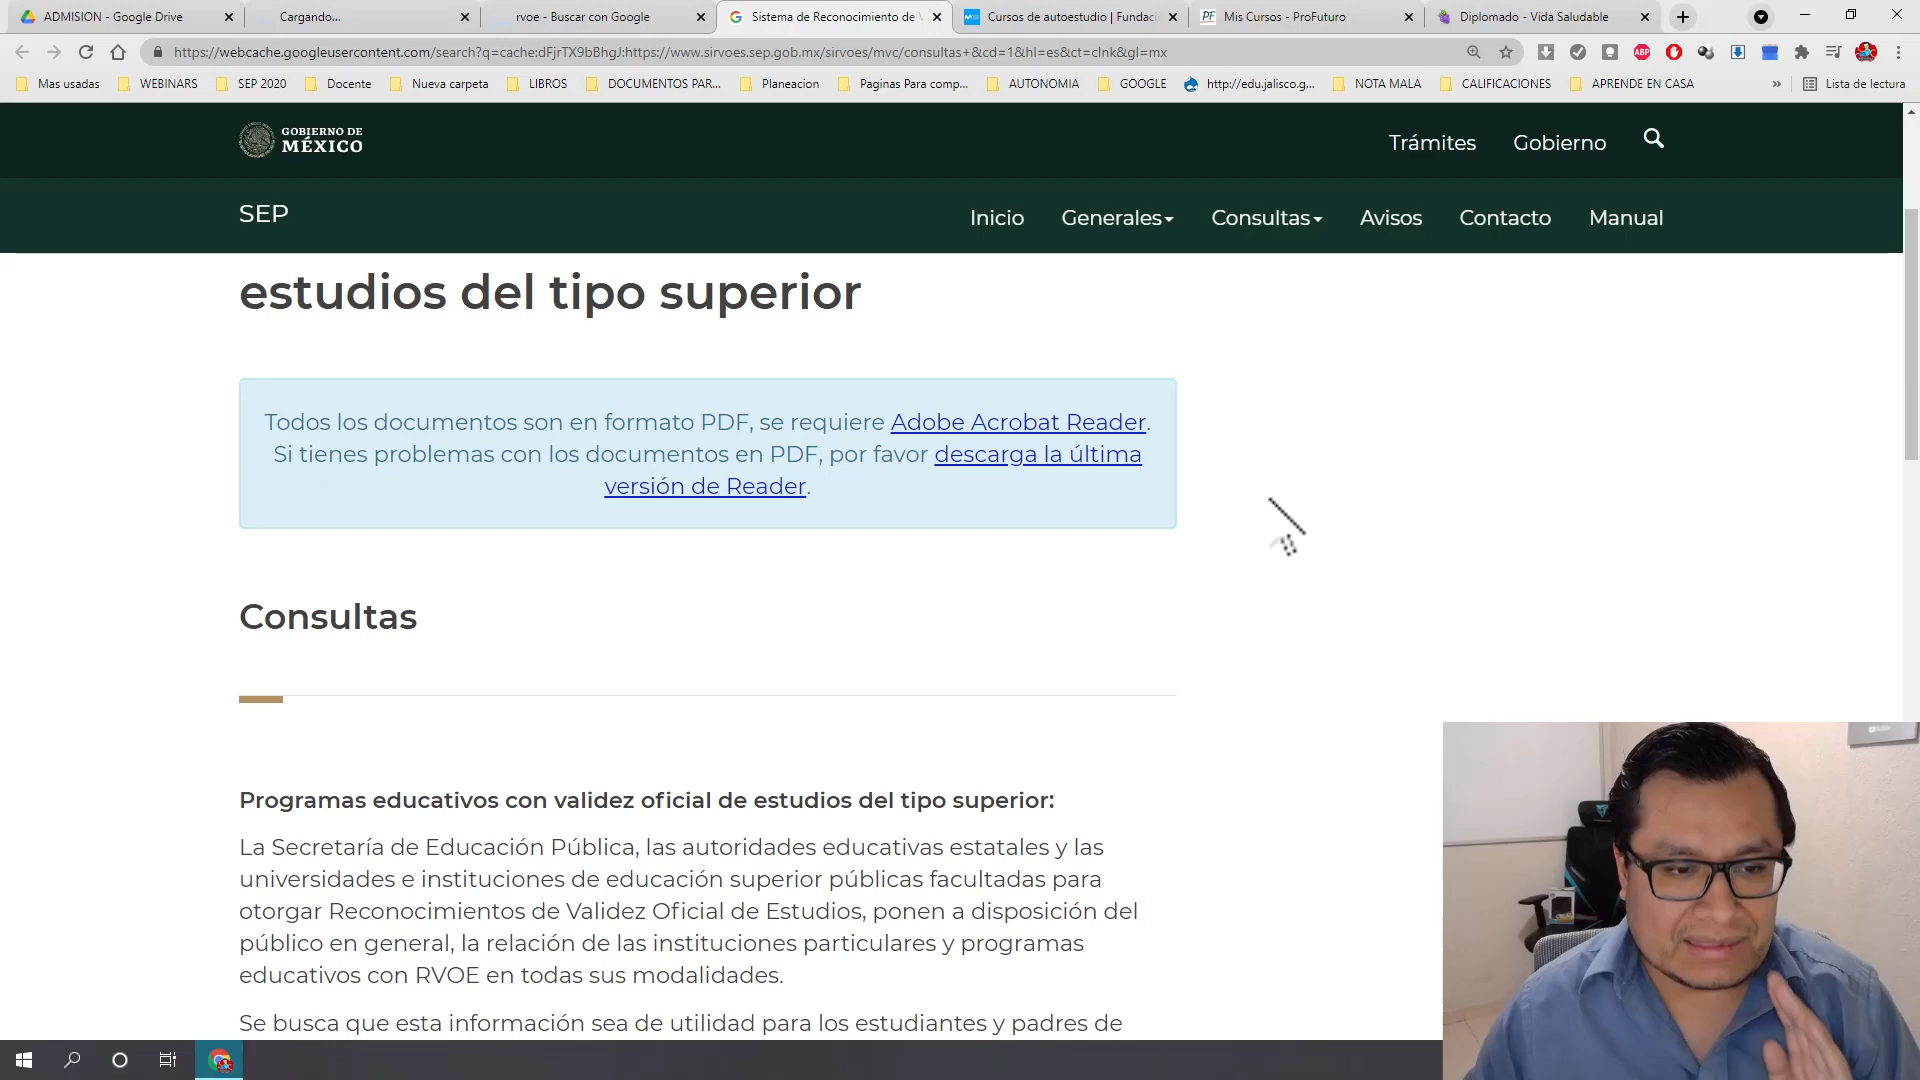 ADMISION - Google Drive
Cargando...
rvoe - Buscar con Google
Sistema de Reconocimiento de
Cursos de autoestudio | Fundaci
Mis Cursos - ProFuturo
Diplomado - Vida Saludable
https://webcache.googleusercontent.com/search?q=cache:dFjrTX9bBhgJ:https://www.sirvoes.sep.gob.mx/sirvoes/mvc/consultas+&cd=1&hl=es&ct=clnk&gl=mx
Mas usadas
WEBINARS
SEP 2020
Docente
Nueva carpeta
LIBROS
DOCUMENTOS PAR...
Planeacion
Paginas Para comp...
AUTONOMIA
GOOGLE
http://edu.jalisco.g...
NOTA MALA
CALIFICACIONES
APRENDE EN CASA
»
Lista de lectura
GOBIERNO DE
MÉXICO
Trámites
Gobierno
SEP
Inicio
Generales
Consultas
Avisos
Contacto
Manual
estudios del tipo superior
Todos los documentos son en formato PDF, se requiere Adobe Acrobat Reader.
Si tienes problemas con los documentos en PDF, por favor descarga la última
versión de Reader.
Consultas
Programas educativos con validez oficial de estudios del tipo superior:
La Secretaría de Educación Pública, las autoridades educativas estatales y las
universidades e instituciones de educación superior públicas facultadas para
otorgar Reconocimientos de Validez Oficial de Estudios, ponen a disposición del
público en general, la relación de las instituciones particulares y programas
educativos con RVOE en todas sus modalidades.
Se busca que esta información sea de utilidad para los estudiantes y padres de